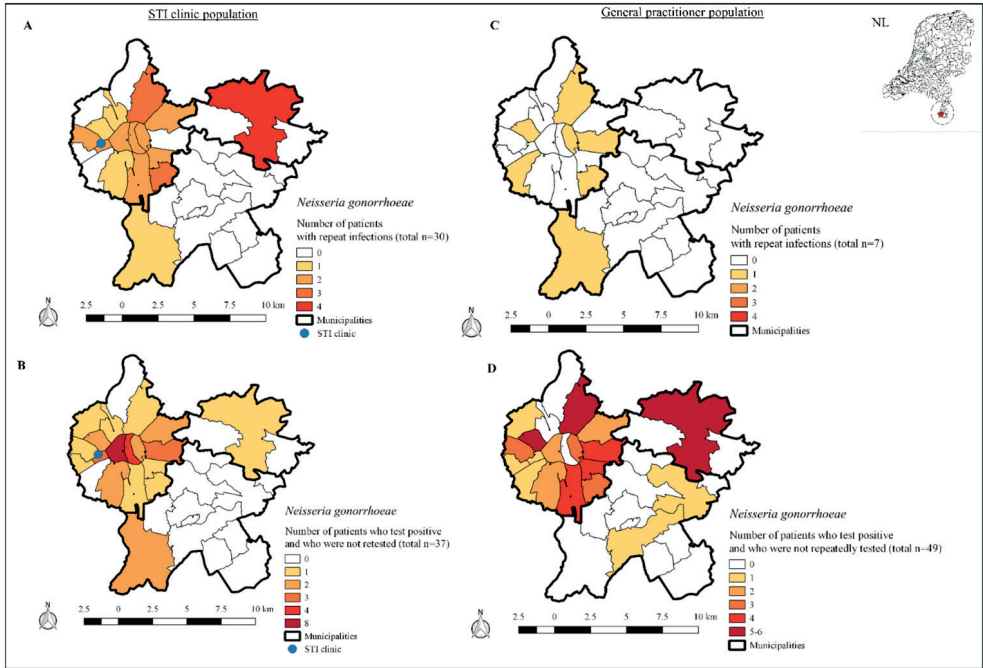 STI clinic population
General practitioner population
NL
A
Neisseria gonorrhoeae
Number of patients
with repeat infections (total n=30)
0
1
2
3
4
Municipalities
STI clinic
N
2.5 0 2.5 5 7.5 10 km
C
Neisseria gonorrhoeae
Number of patients
with repeat infections (total n=7)
0
1
2
3
4
Municipalities
N
2.5 0 2.5 5 7.5 10 km
B
Neisseria gonorrhoeae
Number of patients who test positive
and who were not retested (total n=37)
0
1
2
3
4
8
Municipalities
STI clinic
N
2.5 0 2.5 5 7.5 10 km
D
Neisseria gonorrhoeae
Number of patients who test positive
and who were not repeatedly tested (total n=49)
0
1
2
3
4
5-6
Municipalities
N
2.5 0 2.5 5 7.5 10 km